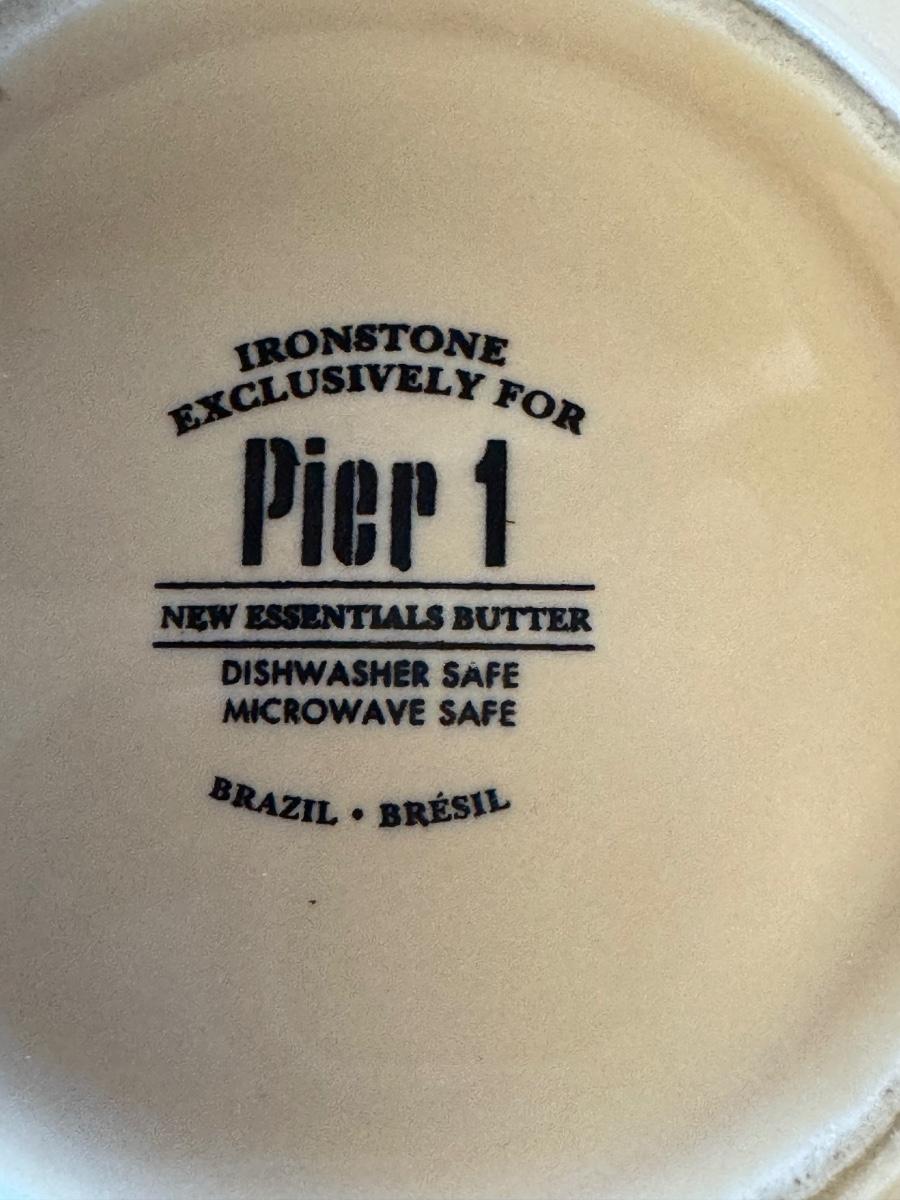 IRONSTONE
EXCLUSIVELY FOR
Pier 1
NEW ESSENTIALS BUTTER
DISHWASHER SAFE
MICROWAVE SAFE
BRAZIL • BRÉSIL